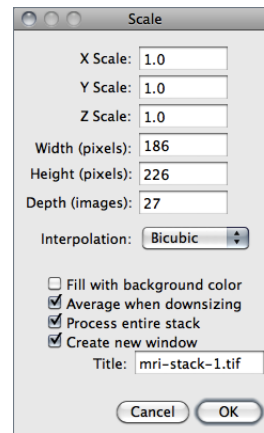 Scale
X Scale: 1.0
Y Scale: 1.0
Z Scale: 1.0
Width (pixels): 186
Height (pixels): 226
Depth (images): 27
Interpolation: Bicubic
Fill with background color
Average when downsizing
Process entire stack
Create new window
Title: mri-stack-1.tif
Cancel OK